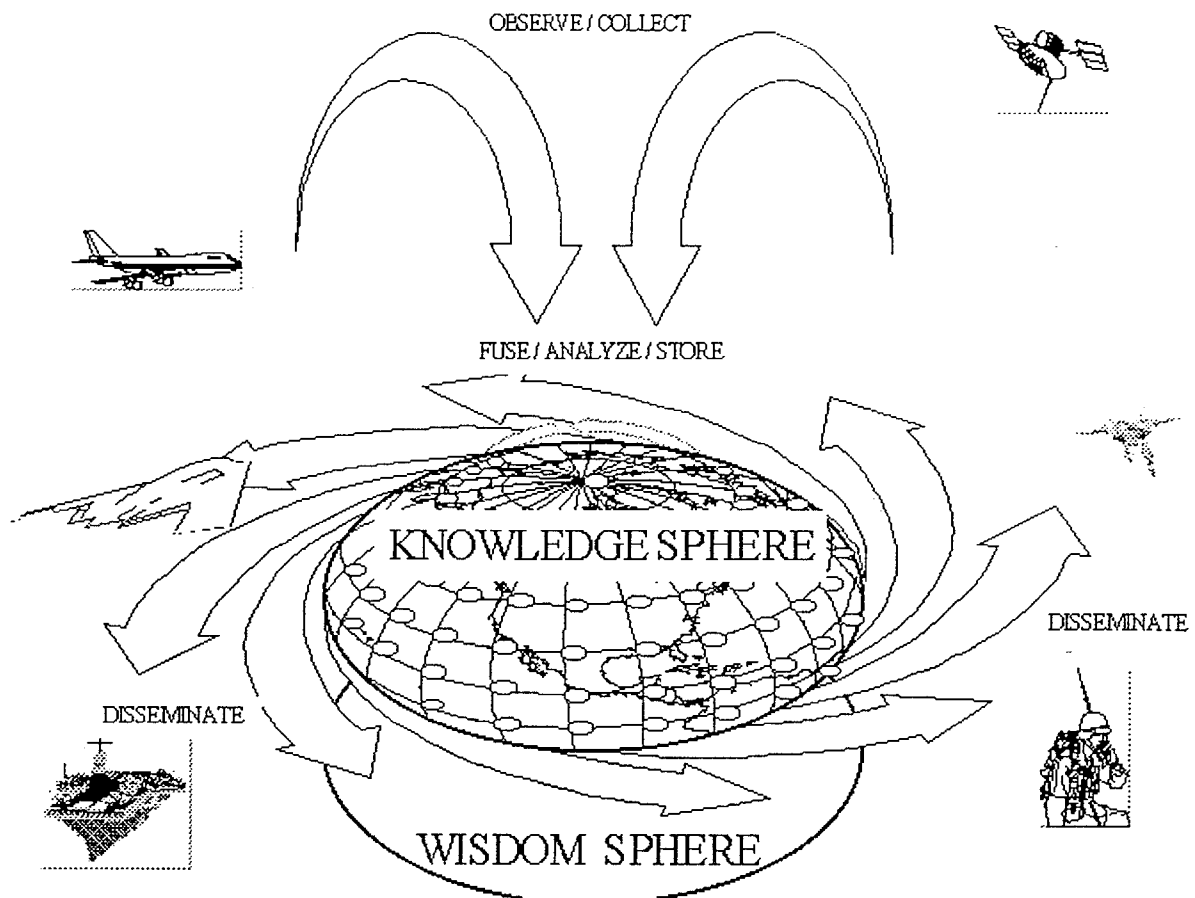 OBSERVE / COLLECT
FUSE / ANALYZE / STORE
KNOWLEDGE SPHERE
DISSEMINATE
DISSEMINATE
WISDOM SPHERE